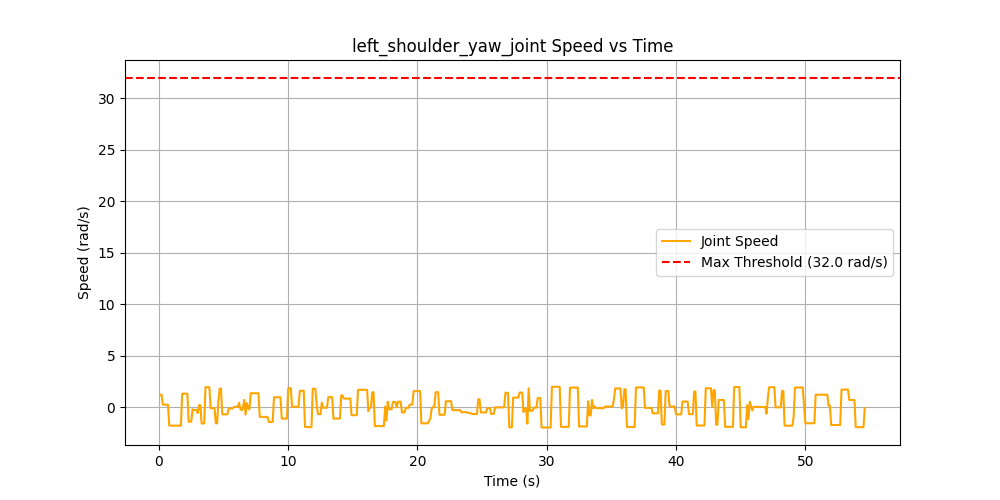 left_shoulder_yaw_joint Speed vs Time
Speed (rad/s)
30
25
20
15
10
5
0
Joint Speed
Max Threshold (32.0 rad/s)
0 10 20 30 40 50
Time (s)